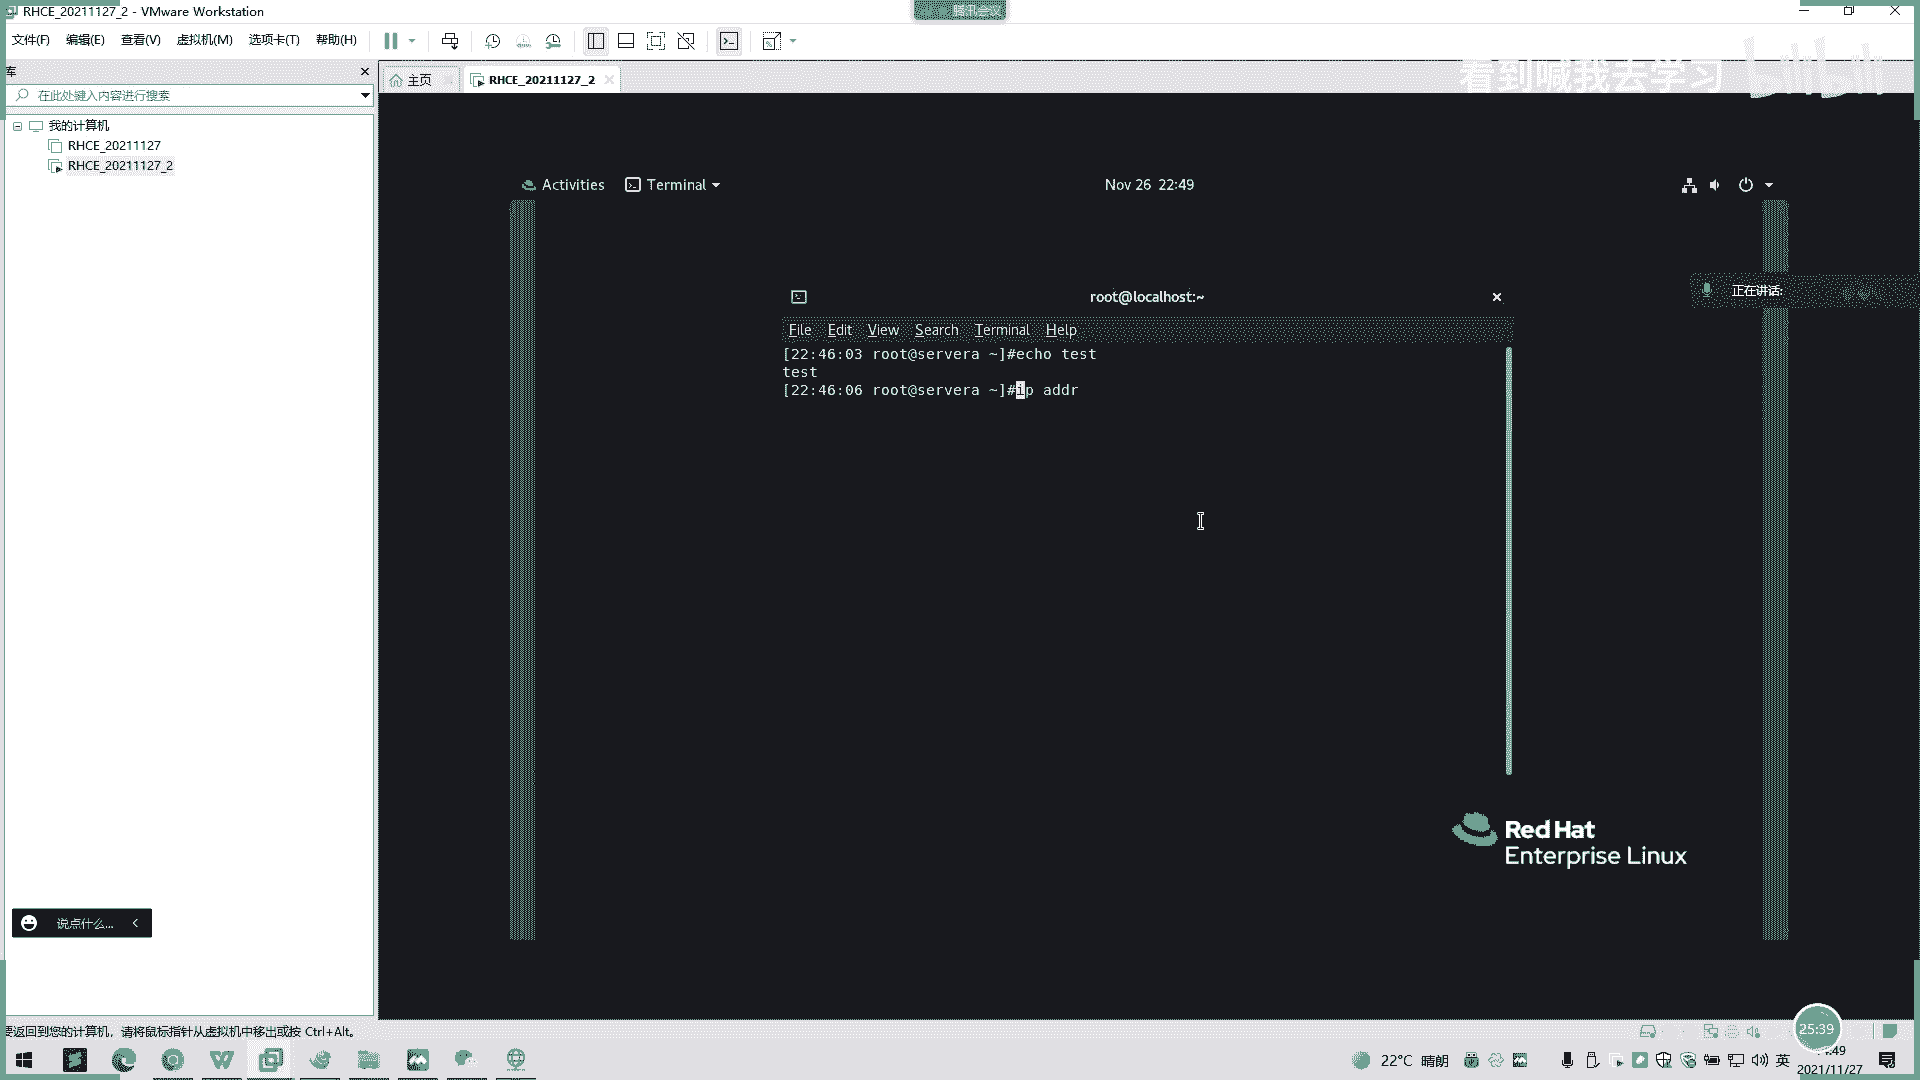 RHCE_20211127_2 - VMware Workstation
腾讯会议
文件(F) 编辑(E) 查看(V) 虚拟机(M) 选项卡(T) 帮助(H)
库
主页
RHCE_20211127_2
看到喊我去学习
bilibili
在此处键入内容进行搜索
我的计算机
RHCE_20211127
RHCE_20211127_2
Activities Terminal Nov 26 22:49
root@localhost:~
正在讲话:
File Edit View Search Terminal Help
[22:46:03 root@servera ~]#echo test
test
[22:46:06 root@servera ~]#ip addr
Red Hat
Enterprise Linux
说点什么...
要返回到您的计算机，请将鼠标指针从虚拟机中移出或按 Ctrl+Alt。
25:39
22°C 晴朗
英
2021/11/27